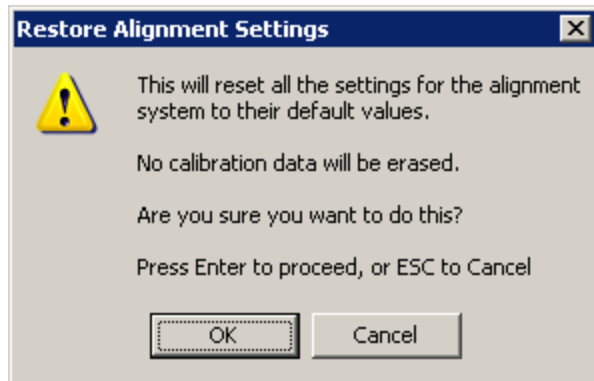 Restore Alignment Settings
This will reset all the settings for the alignment
system to their default values.
No calibration data will be erased.
Are you sure you want to do this?
Press Enter to proceed, or ESC to Cancel
OK
Cancel